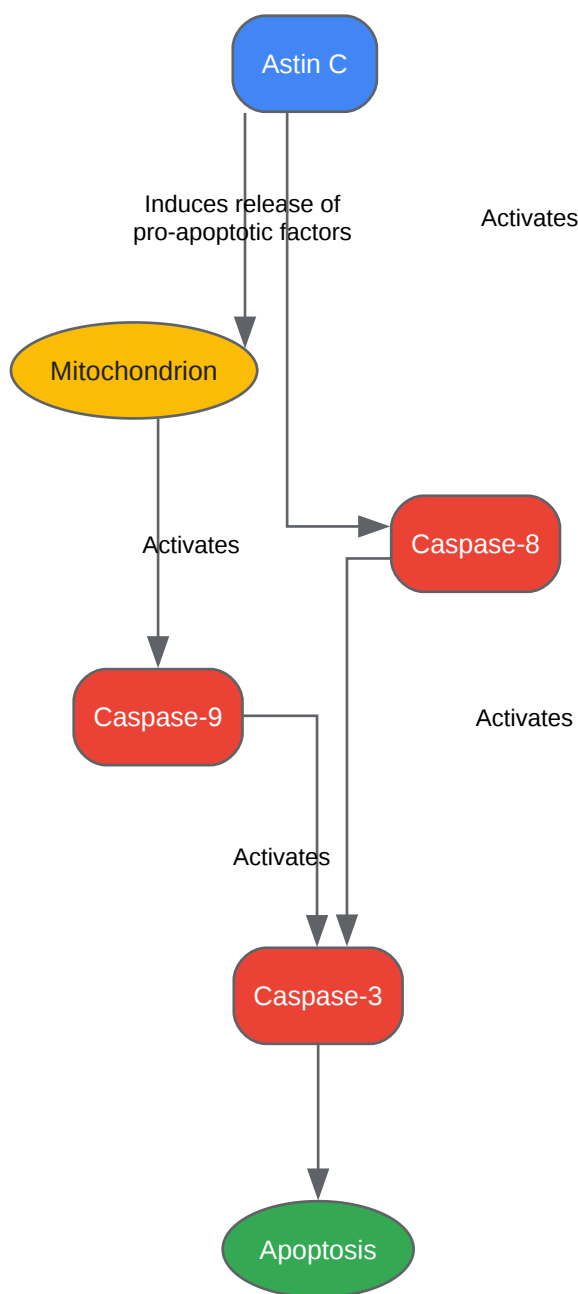 Astin C
Induces release of
pro-apoptotic factors
Activates
Mitochondrion
Activates
Caspase-8
Caspase-9
Activates
Activates
Caspase-3
Apoptosis